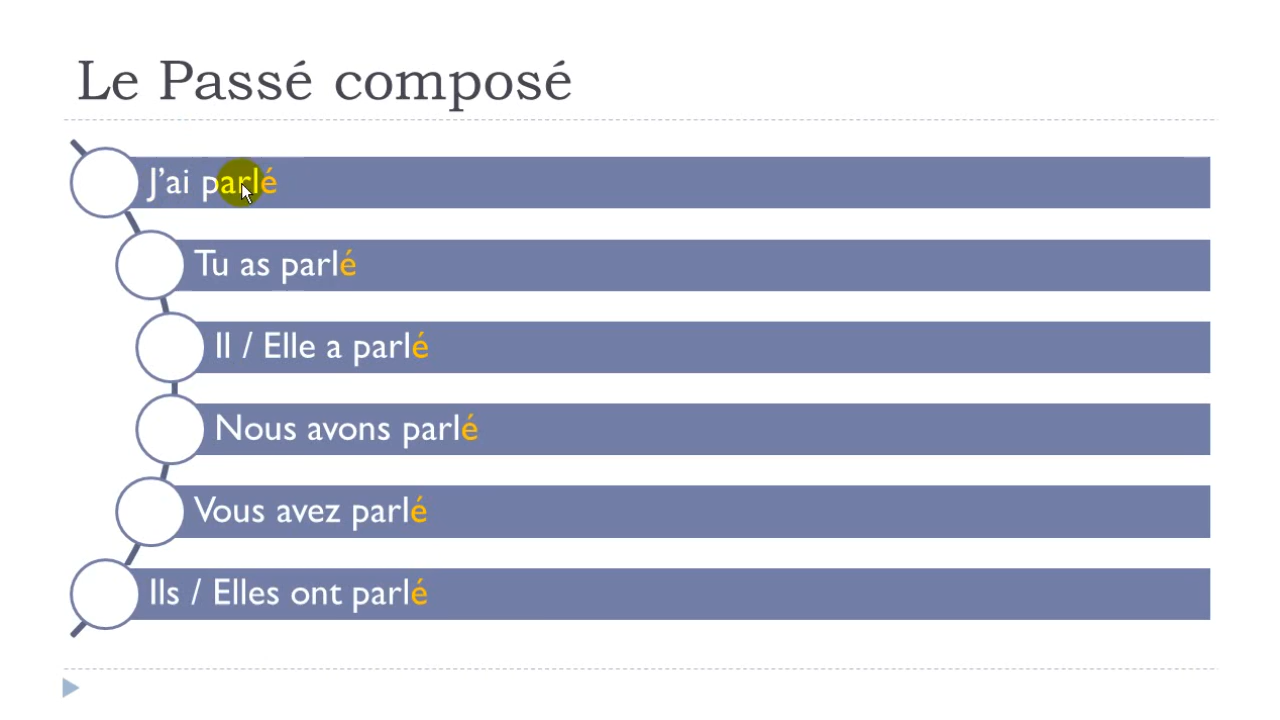 Le Passé composé
J’ai parlé
Tu as parlé
Il / Elle a parlé
Nous avons parlé
Vous avez parlé
Ils / Elles ont parlé